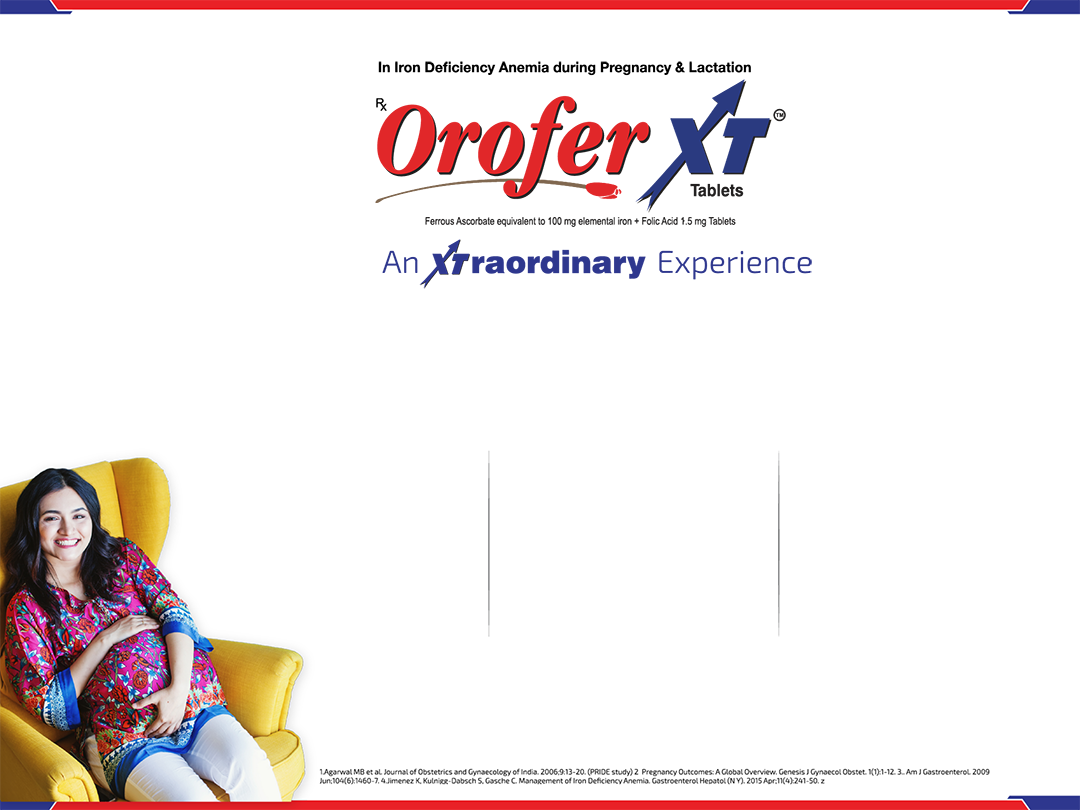 In Iron Deficiency Anemia during Pregnancy & Lactation
Rx Orofer XT TM
Tablets
Ferrous Ascorbate equivalent to 100 mg elemental iron + Folic Acid 1.5 mg Tablets
An XTraordinary Experience
1.Agarwal MB et al. Journal of Obstetrics and Gynaecology of India. 2006;9:13-20. (PRIDE study) 2 Pregnancy Outcomes: A Global Overview. Genesis J Gynaecol Obstet. 1(1):1-12. 3.. Am J Gastroenterol. 2009
Jun;104(6):1460-7. 4.Jimenez K, Kulnigg-Dabsch S, Gasche C. Management of Iron Deficiency Anemia. Gastroenterol Hepatol (N Y). 2015 Apr;11(4):241-50. z